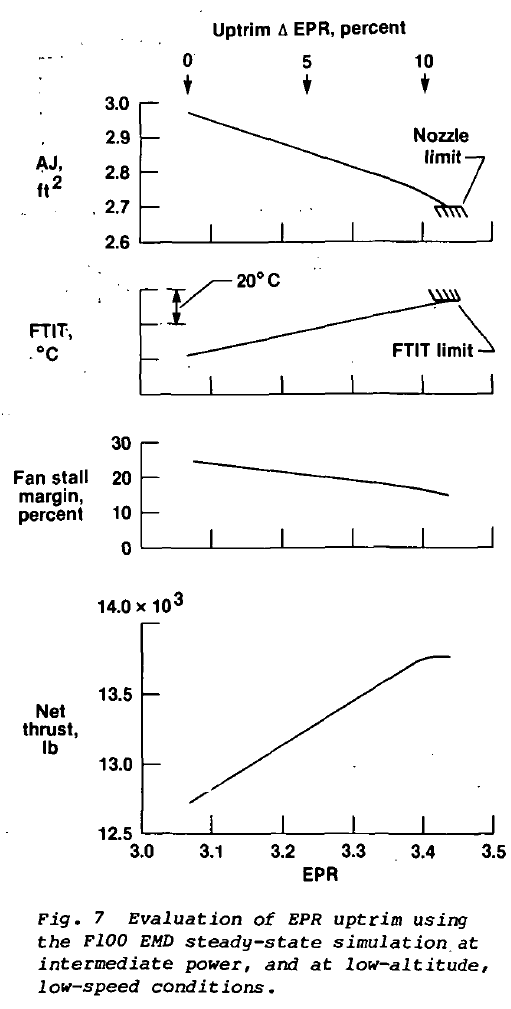 Uptrim Δ EPR, percent
0 5 10
3.0
2.9
2.8
2.7
2.6
AJ,
ft²
Nozzle
limit
20°C
FTIT,
°C
FTIT limit
30
20
10
0
Fan stall
margin,
percent
14.0 × 10³
13.5
13.0
12.5
Net
thrust,
lb
3.0 3.1 3.2 3.3 3.4 3.5
EPR
Fig. 7 Evaluation of EPR uptrim using
the F100 EMD steady-state simulation at
intermediate power, and at low-altitude,
low-speed conditions.